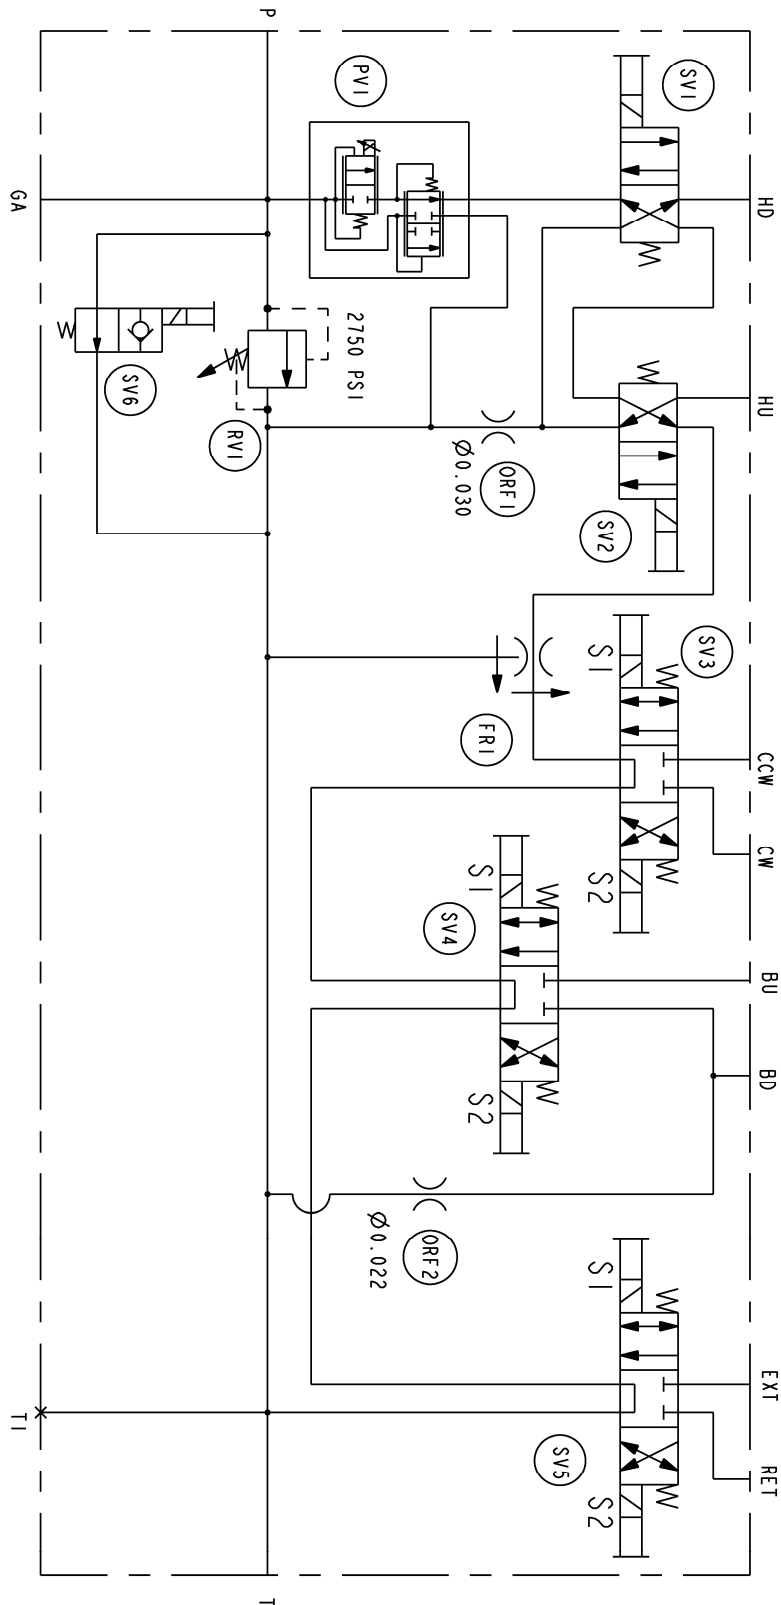 P
PV1
SV1
GA
HD
2750 PSI
SV6
RV1
HU
ORF1
Ø0.030
SV2
SV3
S1
FR1
CCW
CW
S2
S1
SV4
BU
BD
S2
ORF2
Ø0.022
S1
EXT
T1
SV5
RET
S2
T